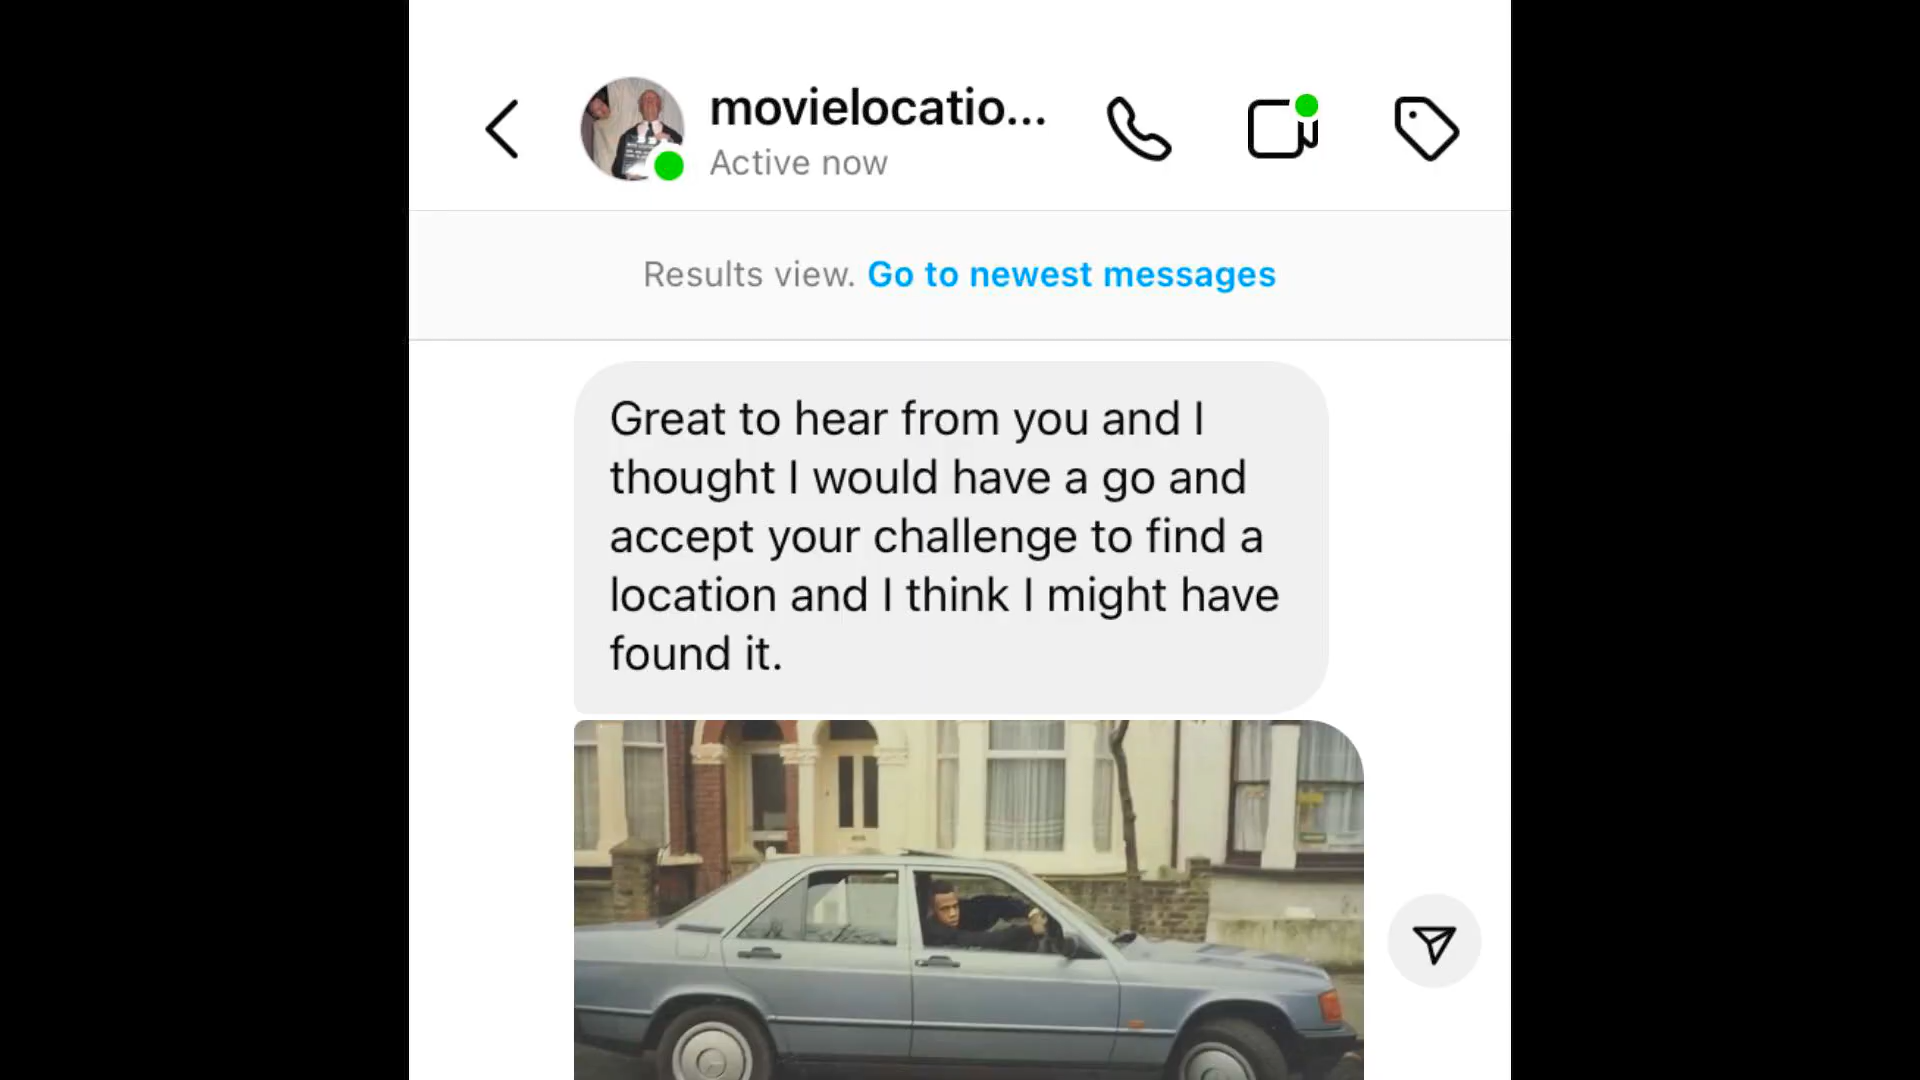 movielocatio...
Active now
Results view. Go to newest messages
Great to hear from you and I
thought I would have a go and
accept your challenge to find a
location and I think I might have
found it.